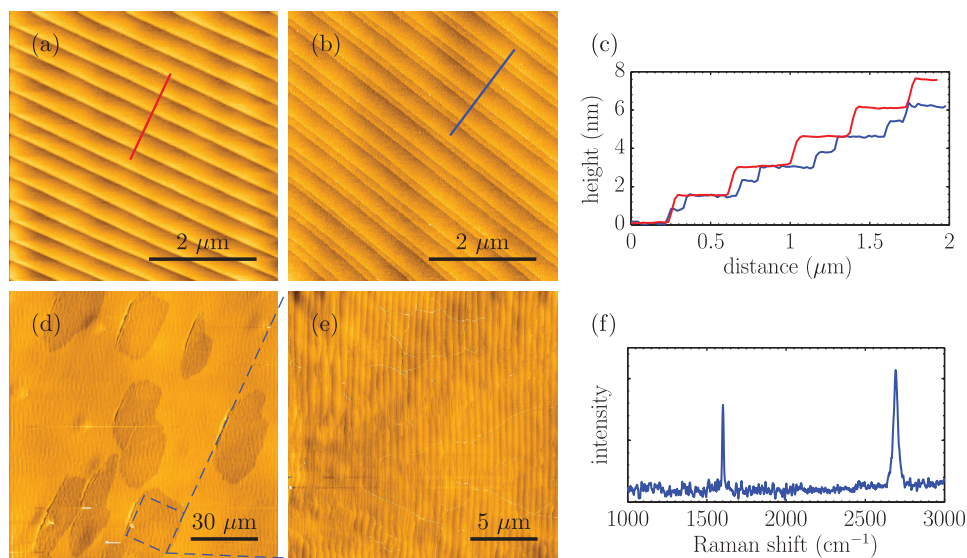 (a)
2 μm
(b)
2 μm
(c)
height (nm)
8
6
4
2
0
0 0.5 1 1.5 2
distance (μm)
(d)
30 μm
(e)
5 μm
(f)
intensity
1000 1500 2000 2500 3000
Raman shift (cm⁻¹)